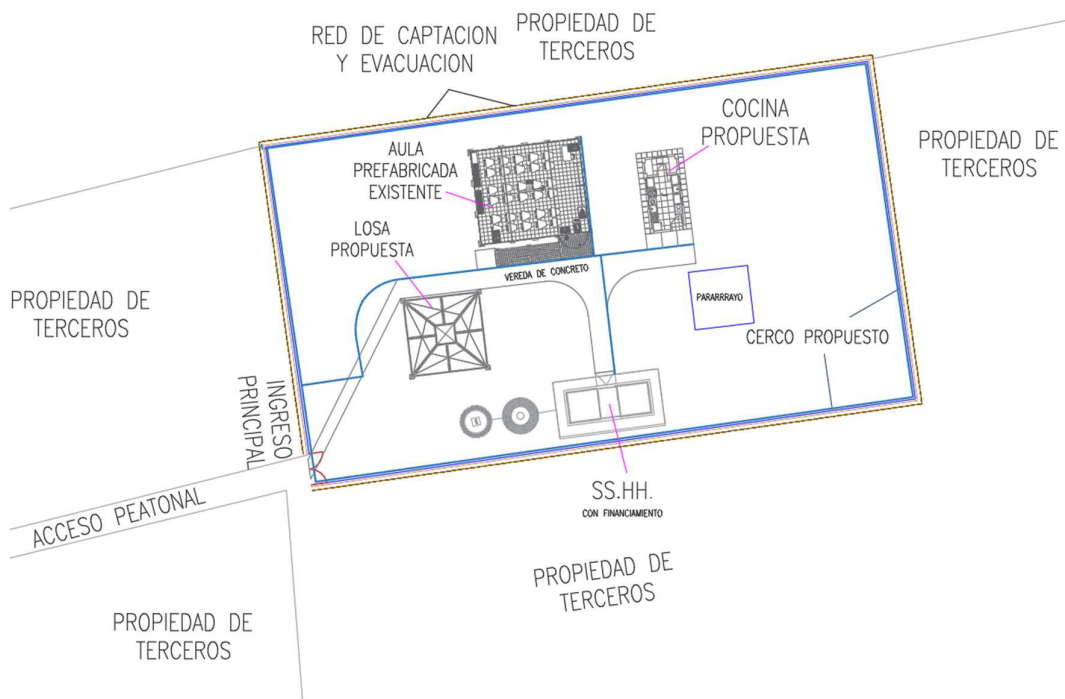 RED DE CAPTACION
Y EVACUACION
PROPIEDAD DE
TERCEROS
COCINA
PROPUESTA
PROPIEDAD DE
TERCEROS
AULA
PREFABRICADA
EXISTENTE
LOSA
PROPUESTA
VEREDA DE CONCRETO
PARARRRAYO
PROPIEDAD DE
TERCEROS
CERCO PROPUESTO
INGRESO
PRINCIPAL
SS.HH.
CON FINANCIAMIENTO
ACCESO PEATONAL
PROPIEDAD DE
TERCEROS
PROPIEDAD DE
TERCEROS